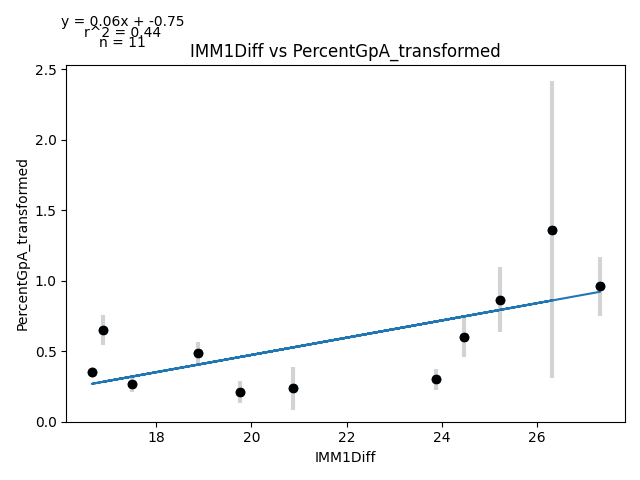 y = 0.06x + -0.75
r^2 = 0.44
n = 11
IMM1Diff vs PercentGpA_transformed
2.5
2.0
1.5
1.0
0.5
0.0
PercentGpA_transformed
18 20 22 24 26
IMM1Diff